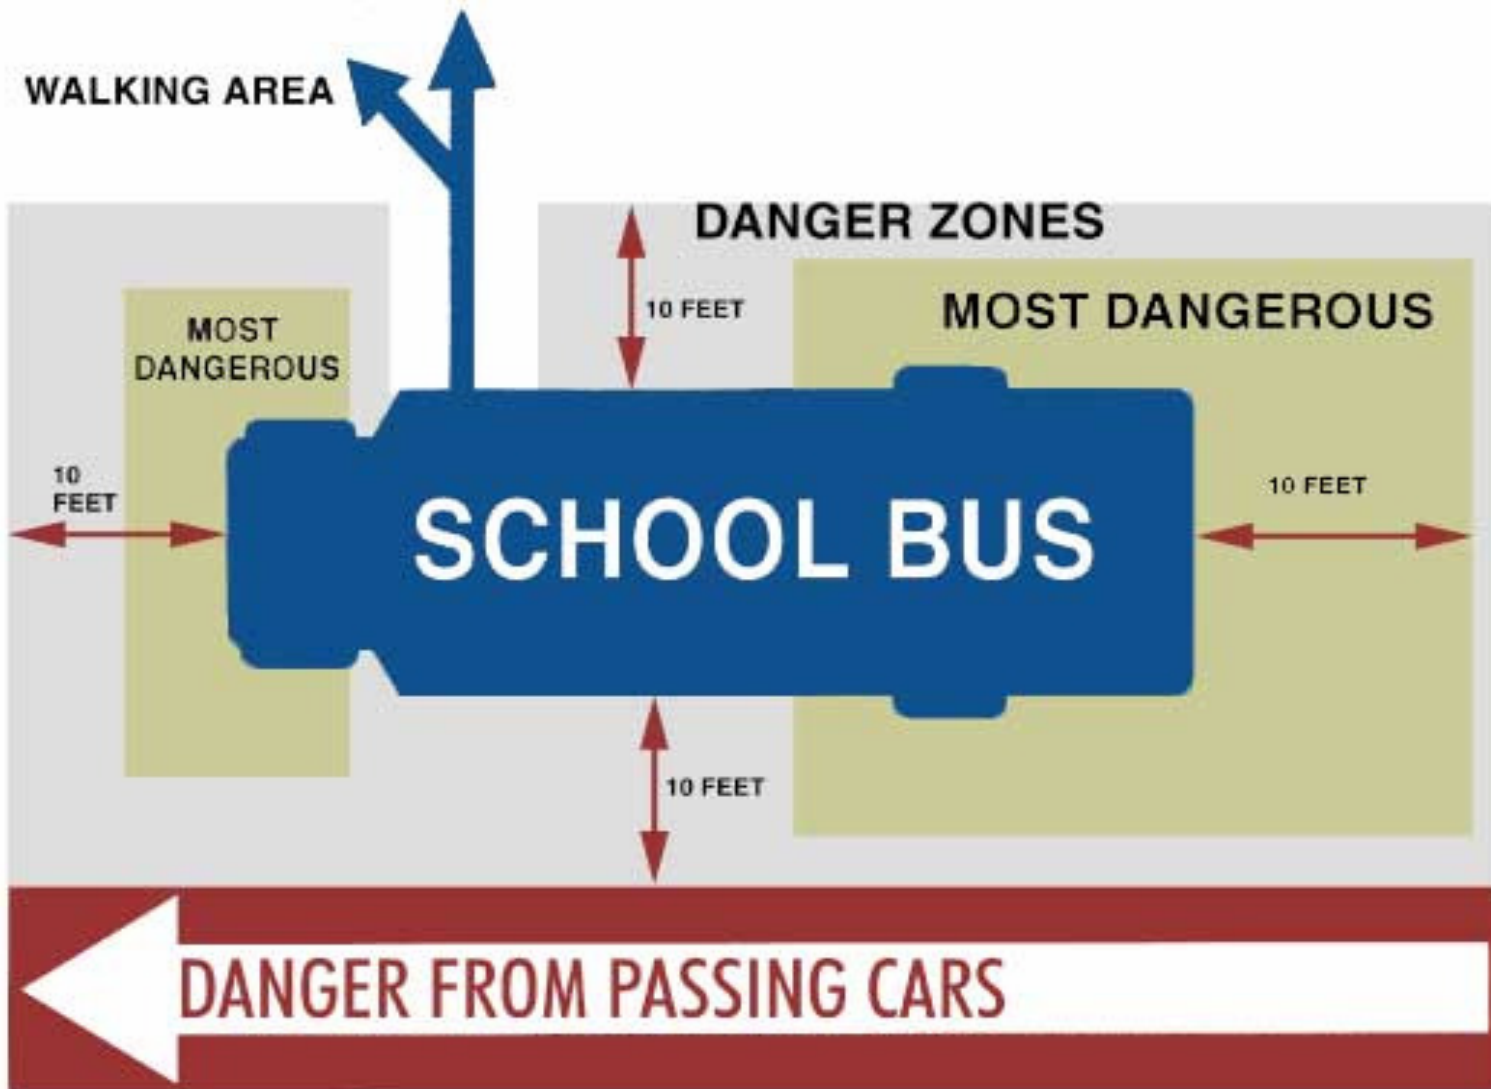 WALKING AREA
DANGER ZONES
10 FEET
MOST DANGEROUS
MOST
DANGEROUS
10
FEET
SCHOOL BUS
10 FEET
10 FEET
DANGER FROM PASSING CARS